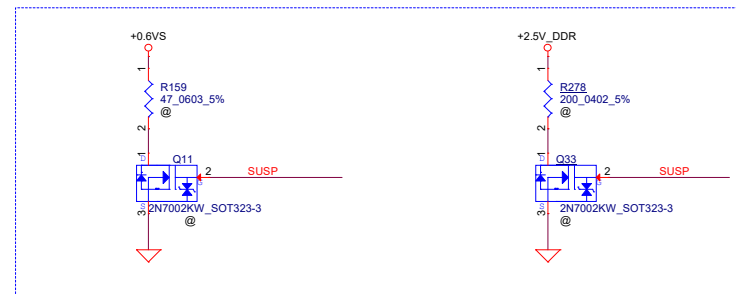 +0.6VS
1
R159
47_0603_5%
@
2
1
D
Q11
2
SUSP
G
S
3
2N7002KW_SOT323-3
@
+2.5V_DDR
1
R278
200_0402_5%
@
2
1
D
Q33
2
SUSP
G
S
3
2N7002KW_SOT323-3
@